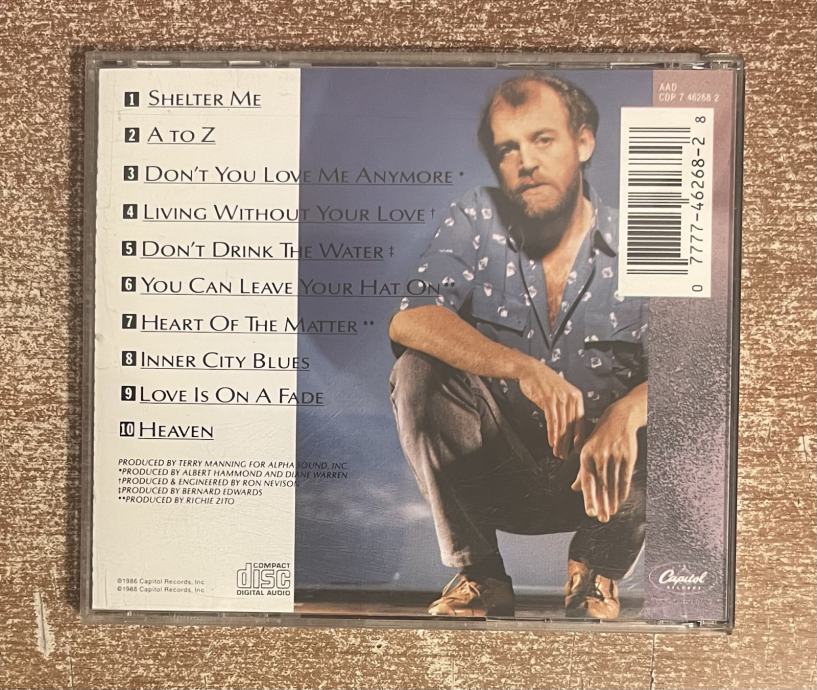 1 SHELTER ME
2 A TO Z
3 DON'T YOU LOVE ME ANYMORE *
4 LIVING WITHOUT YOUR LOVE †
5 DON'T DRINK THE WATER ‡
6 YOU CAN LEAVE YOUR HAT ON **
7 HEART OF THE MATTER **
8 INNER CITY BLUES
9 LOVE IS ON A FADE
10 HEAVEN
PRODUCED BY TERRY MANNING FOR ALPHA SOUND, INC.
*PRODUCED BY ALBERT HAMMOND AND DIANE WARREN
†PRODUCED & ENGINEERED BY RON NEVISON
‡PRODUCED BY BERNARD EDWARDS
**PRODUCED BY RICHIE ZITO
©1986 Capitol Records, Inc.
℗1986 Capitol Records, Inc.
COMPACT
disc
DIGITAL AUDIO
AAD
CDP 7 46268 2
0 7777-46268-2 8
Capitol
RECORDS